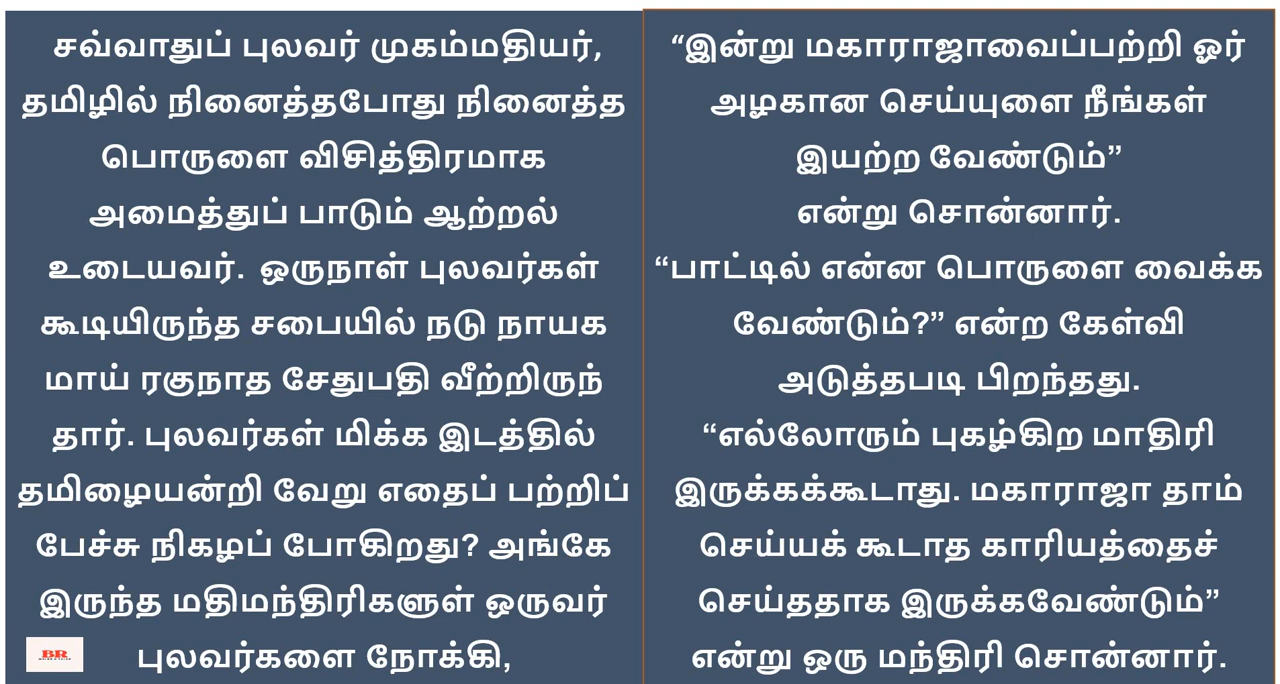 சவ்வாதுப் புலவர் முகம்மதியர்,
தமிழில் நினைத்தபோது நினைத்த
பொருளை விசித்திரமாக
அமைத்துப் பாடும் ஆற்றல்
உடையவர். ஒருநாள் புலவர்கள்
கூடியிருந்த சபையில் நடு நாயக
மாய் ரகுநாத சேதுபதி வீற்றிருந்
தார். புலவர்கள் மிக்க இடத்தில்
தமிழையன்றி வேறு எதைப் பற்றிப்
பேச்சு நிகழப் போகிறது? அங்கே
இருந்த மதிமந்திரிகளுள் ஒருவர்
புலவர்களை நோக்கி,
BR
“இன்று மகாராஜாவைப்பற்றி ஓர்
அழகான செய்யுளை நீங்கள்
இயற்ற வேண்டும்”
என்று சொன்னார்.
“பாட்டில் என்ன பொருளை வைக்க
வேண்டும்?” என்ற கேள்வி
அடுத்தபடி பிறந்தது.
“எல்லோரும் புகழ்கிற மாதிரி
இருக்கக்கூடாது. மகாராஜா தாம்
செய்யக் கூடாத காரியத்தைச்
செய்ததாக இருக்கவேண்டும்”
என்று ஒரு மந்திரி சொன்னார்.